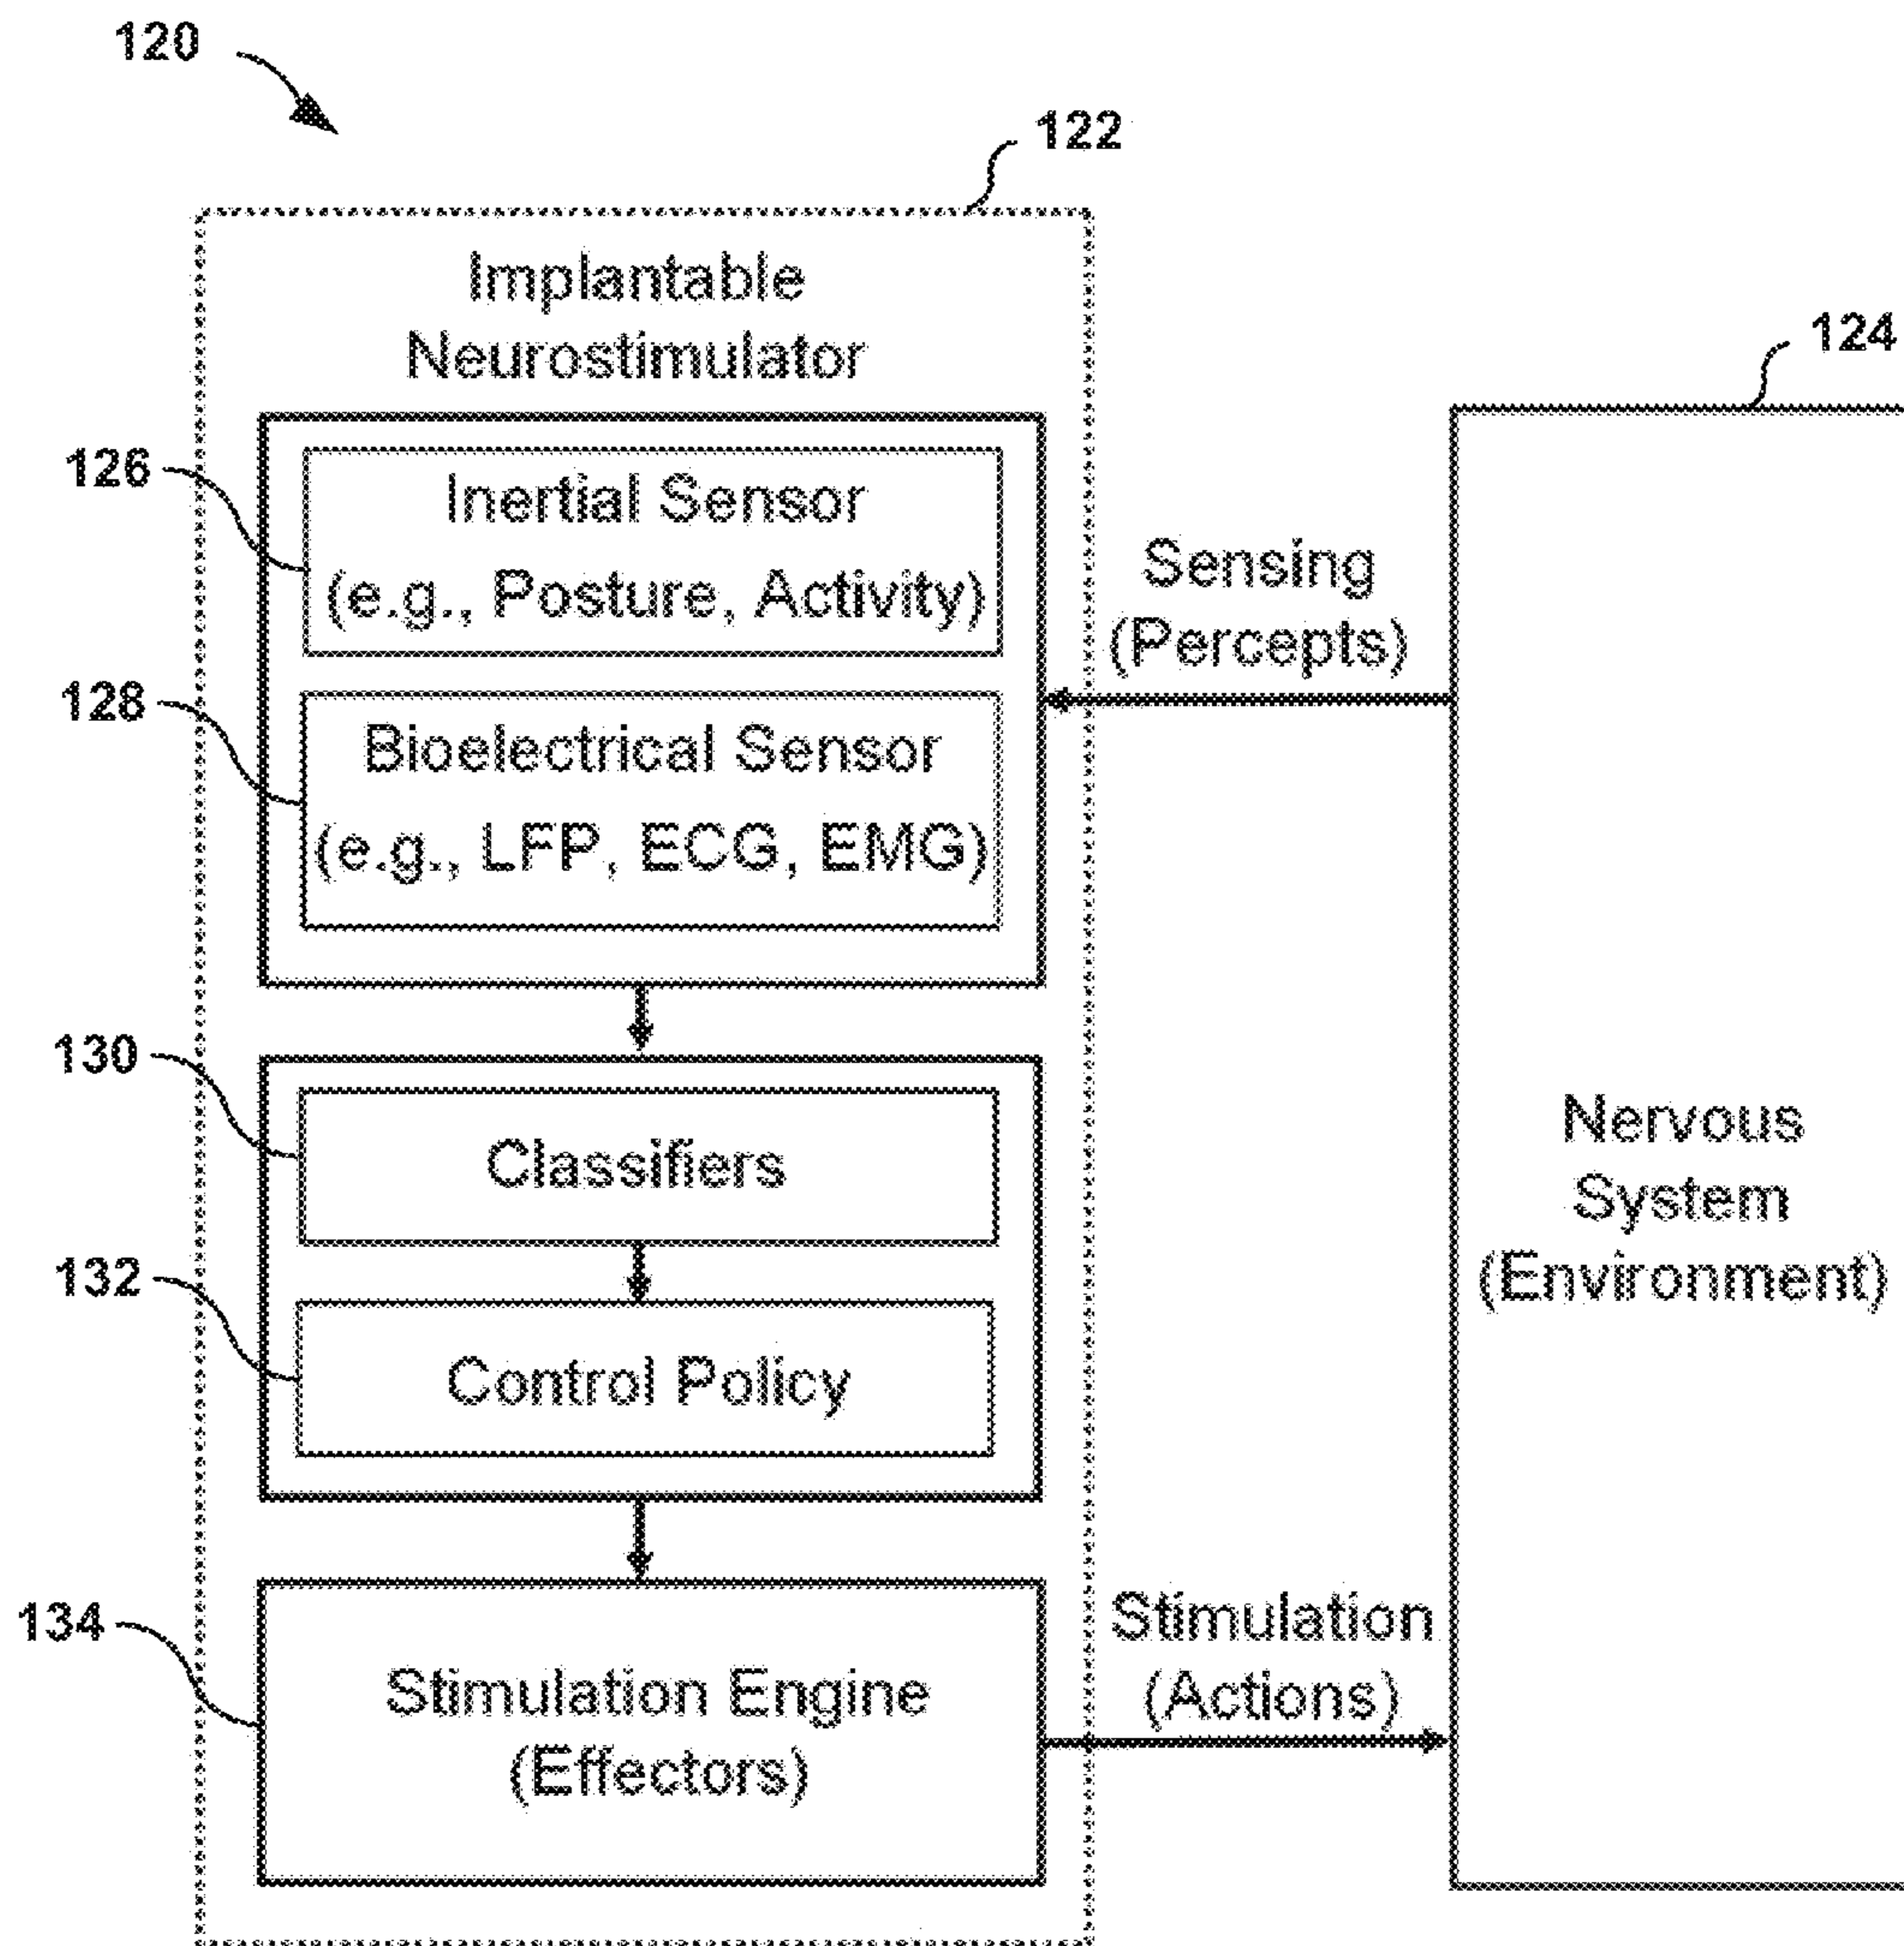 120
122
Implantable
Neurostimulator
124
126
Inertial Sensor
(e.g., Posture, Activity)
Sensing
(Percepts)
128
Bioelectrical Sensor
(e.g., LFP, ECG, EMG)
130
Classifiers
Nervous
System
(Environment)
132
Control Policy
134
Stimulation Engine
(Effectors)
Stimulation
(Actions)